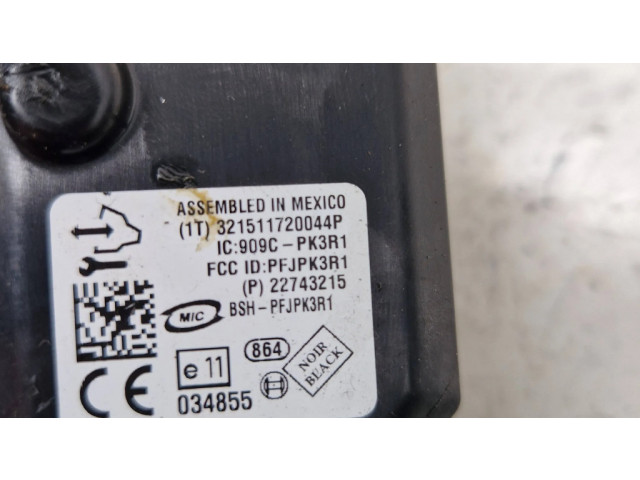 ASSEMBLED IN MEXICO
(1T) 321511720044P
IC:909C-PK3R1
FCC ID:PFJPK3R1
(P) 22743215
MIC BSH-PFJPK3R1
e 11 864 NOIR BLACK
CE 034855